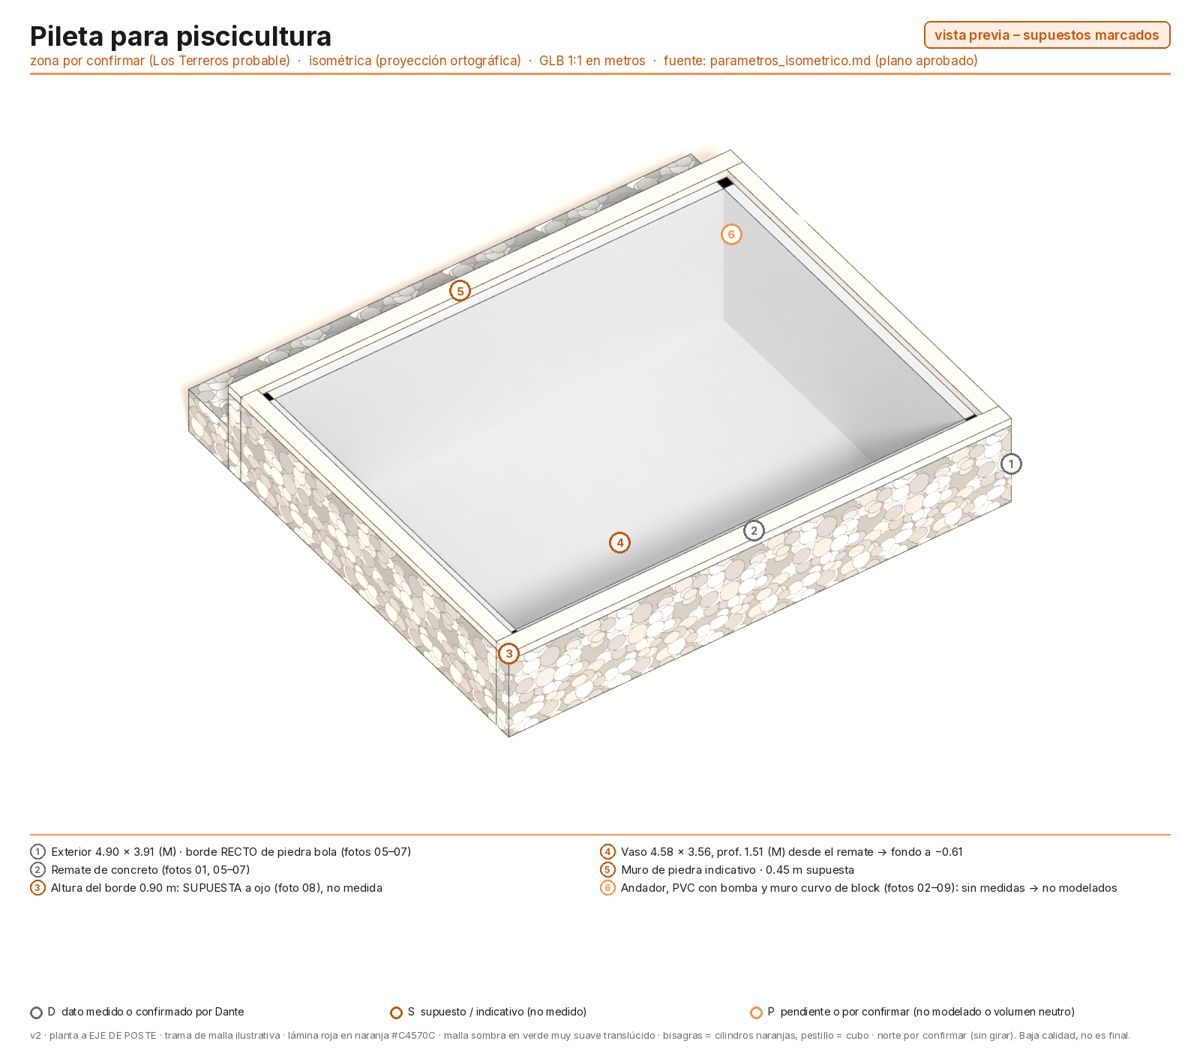 Pileta para piscicultura
vista previa – supuestos marcados
zona por confirmar (Los Terreros probable) · isométrica (proyección ortográfica) · GLB 1:1 en metros · fuente: parametros_isometrico.md (plano aprobado)
6
5
1
2
4
3
1 Exterior 4.90 × 3.91 (M) · borde RECTO de piedra bola (fotos 05–07)
2 Remate de concreto (fotos 01, 05–07)
3 Altura del borde 0.90 m: SUPUESTA a ojo (foto 08), no medida
4 Vaso 4.58 × 3.56, prof. 1.51 (M) desde el remate → fondo a −0.61
5 Muro de piedra indicativo · 0.45 m supuesta
6 Andador, PVC con bomba y muro curvo de block (fotos 02–09): sin medidas → no modelados
D dato medido o confirmado por Dante
S supuesto / indicativo (no medido)
P pendiente o por confirmar (no modelado o volumen neutro)
v2 · planta a EJE DE POSTE · trama de malla ilustrativa · lámina roja en naranja #C4570C · malla sombra en verde muy suave translúcido · bisagras = cilindros naranjas, pestillo = cubo · norte por confirmar (sin girar). Baja calidad, no es final.